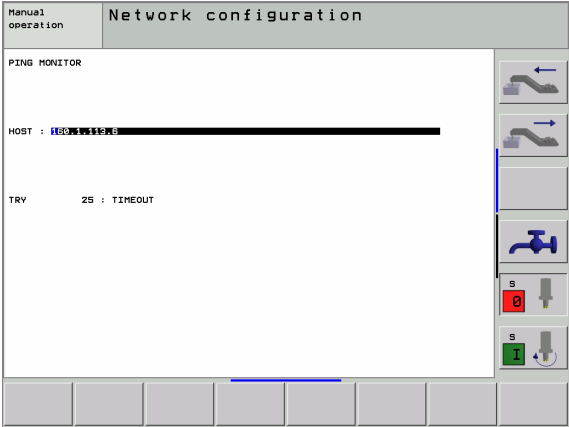 Manual
operation
Network configuration
PING MONITOR
HOST : 160.1.113.6
TRY 25 : TIMEOUT
S
0
S
I